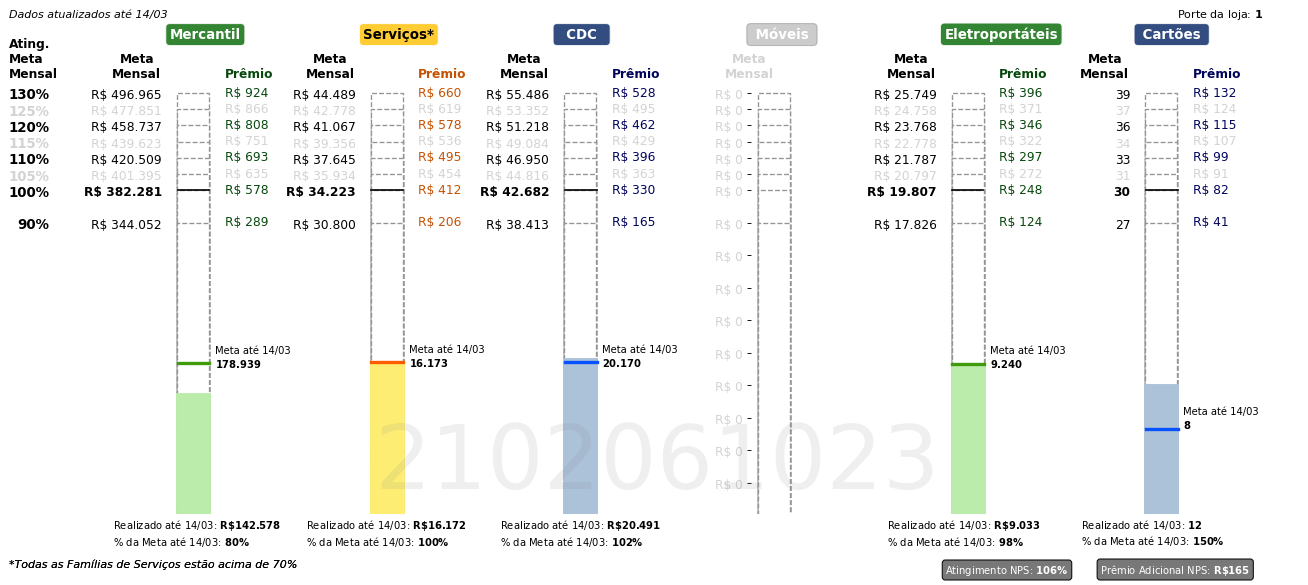 Dados atualizados até 14/03
Porte da loja: 1
Mercantil Serviços* CDC Móveis Eletroportáteis Cartões
Ating.
Meta Meta Meta Meta Meta Meta Meta
Mensal Mensal Prêmio Mensal Prêmio Mensal Prêmio Mensal Mensal Prêmio Mensal Prêmio
130% R$ 496.965 R$ 924 R$ 44.489 R$ 660 R$ 55.486 R$ 528 R$ 0 R$ 25.749 R$ 396 39 R$ 132
125% R$ 477.851 R$ 866 R$ 42.778 R$ 619 R$ 53.352 R$ 495 R$ 0 R$ 24.758 R$ 371 37 R$ 124
120% R$ 458.737 R$ 808 R$ 41.067 R$ 578 R$ 51.218 R$ 462 R$ 0 R$ 23.768 R$ 346 36 R$ 115
115% R$ 439.623 R$ 751 R$ 39.356 R$ 536 R$ 49.084 R$ 429 R$ 0 R$ 22.778 R$ 322 34 R$ 107
110% R$ 420.509 R$ 693 R$ 37.645 R$ 495 R$ 46.950 R$ 396 R$ 0 R$ 21.787 R$ 297 33 R$ 99
105% R$ 401.395 R$ 635 R$ 35.934 R$ 454 R$ 44.816 R$ 363 R$ 0 R$ 20.797 R$ 272 31 R$ 91
100% R$ 382.281 R$ 578 R$ 34.223 R$ 412 R$ 42.682 R$ 330 R$ 0 R$ 19.807 R$ 248 30 R$ 82
90% R$ 344.052 R$ 289 R$ 30.800 R$ 206 R$ 38.413 R$ 165 R$ 0 R$ 17.826 R$ 124 27 R$ 41
R$ 0
R$ 0
R$ 0
R$ 0
R$ 0
R$ 0
R$ 0
R$ 0
Meta até 14/03 Meta até 14/03 Meta até 14/03 Meta até 14/03
178.939 16.173 20.170 9.240
Meta até 14/03
8
2102061023
Realizado até 14/03: R$142.578 Realizado até 14/03: R$16.172 Realizado até 14/03: R$20.491 Realizado até 14/03: R$9.033 Realizado até 14/03: 12
% da Meta até 14/03: 80% % da Meta até 14/03: 100% % da Meta até 14/03: 102% % da Meta até 14/03: 98% % da Meta até 14/03: 150%
*Todas as Famílias de Serviços estão acima de 70%
Atingimento NPS: 106% Prêmio Adicional NPS: R$165